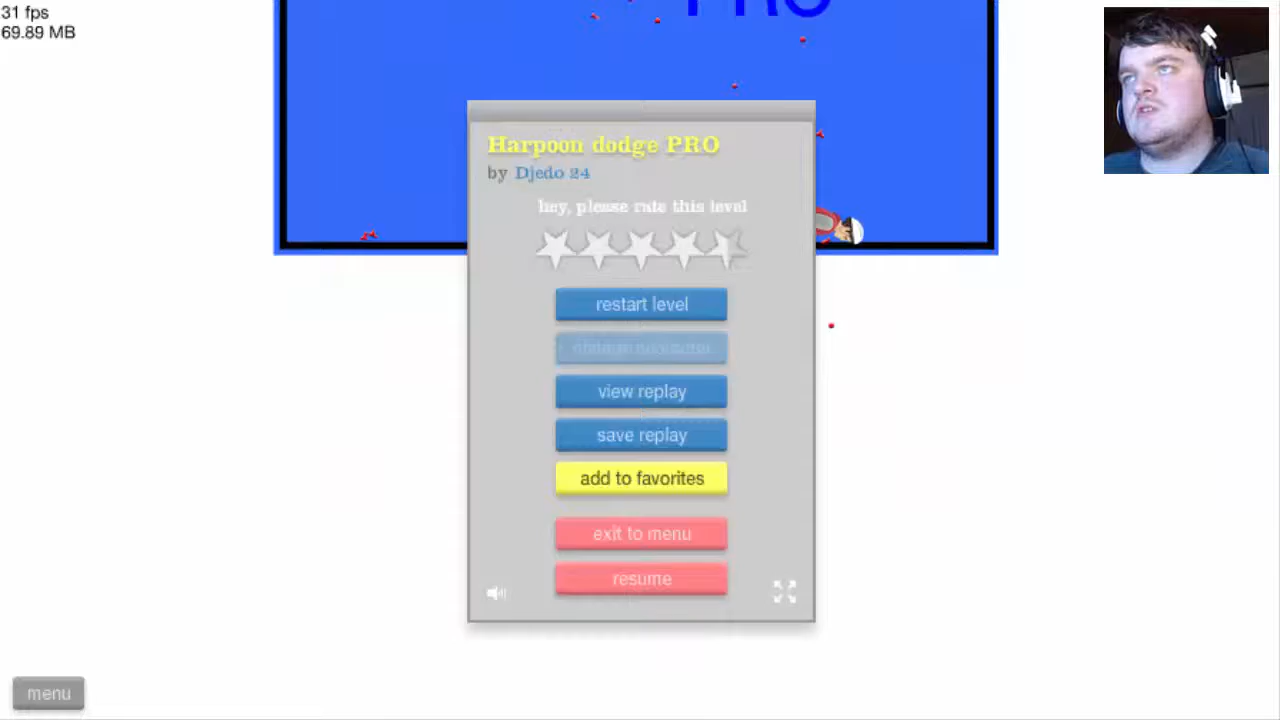 31 fps
69.89 MB
PRO
Harpoon dodge PRO
by Djedo 24
hey, please rate this level
restart level
view replay
save replay
add to favorites
exit to menu
resume
menu